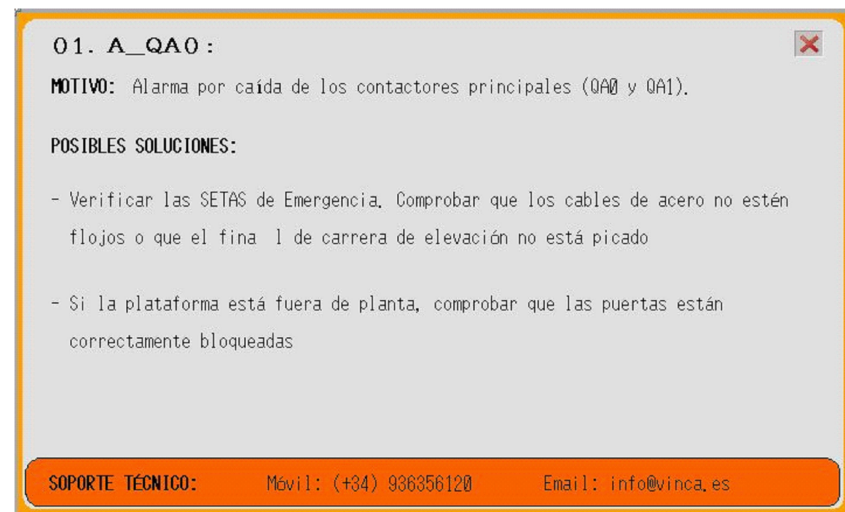 01. A_QA0:
MOTIVO: Alarma por caída de los contactores principales (QA0 y QA1).
POSIBLES SOLUCIONES:
- Verificar las SETAS de Emergencia. Comprobar que los cables de acero no estén
flojos o que el fina l de carrera de elevación no está picado
- Si la plataforma está fuera de planta, comprobar que las puertas están
correctamente bloqueadas
SOPORTE TÉCNICO: Móvil: (+34) 936356120 Email: info@vinca.es